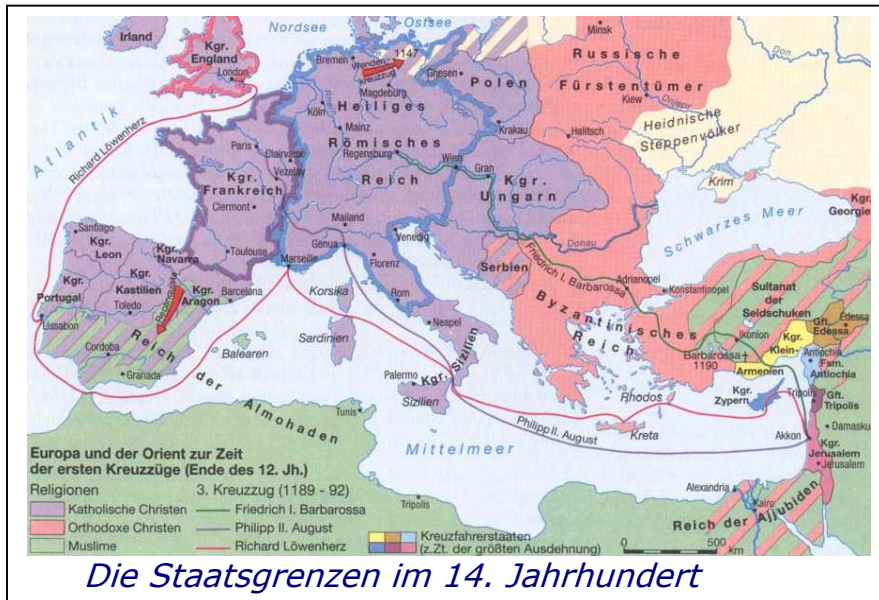 Nordsee
Ostsee
Irland
Kgr.
England
London
Bremen
1147
Wenden-
kreuzzug
Gnesen
Magdeburg
Polen
Minsk
Russische
Fürstentümer
Kiew
Dnjepr
Don
Heiliges
Römisches
Reich
Köln
Rhein
Oder
Mainz
Regensburg
Krakau
Halitsch
Heidnische
Steppenvölker
Atlantik
Richard Löwenherz
Paris
Clairvaux
Vezelay
Loire
Kgr.
Frankreich
Clermont
Toulouse
Wien
Gran
Kgr.
Ungarn
Krim
Kgr.
Georgien
Schwarzes Meer
Donau
Mailand
Genua
Venedig
Marseille
Florenz
Rom
Korsika
Sardinien
Neapel
Serbien
Friedrich I. Barbarossa
Adrianopel
Konstantinopel
Byzantinisches
Reich
Sultanat
der
Seldschuken
Ikonion
Barbarossa †
1190
Gft.
Edessa
Edessa
Kgr.
Klein-
Armenien
Antiochia
Fsm.
Antiochia
Santiago
Kgr.
Leon
Kgr.
Navarra
Kgr.
Kastilien
Kgr.
Aragon
Barcelona
Portugal
Toledo
Tajo
Reconquista
Lissabon
Cordoba
Granada
Balearen
Reich
der
Almohaden
Tunis
Palermo
Sizilien
Kgr. Sizilien
Rhodos
Kreta
Kgr.
Zypern
Tripolis
Gft.
Tripolis
Damaskus
Philipp II. August
Akkon
Kgr.
Jerusalem
Jerusalem
Mittelmeer
Tripolis
Alexandria
Kairo
Reich der Ajjubiden
Europa und der Orient zur Zeit
der ersten Kreuzzüge (Ende des 12. Jh.)
Religionen
3. Kreuzzug (1189 - 92)
Katholische Christen
Friedrich I. Barbarossa
Orthodoxe Christen
Philipp II. August
Muslime
Richard Löwenherz
Kreuzfahrerstaaten
(z.Zt. der größten Ausdehnung)
0
500
km
Die Staatsgrenzen im 14. Jahrhundert